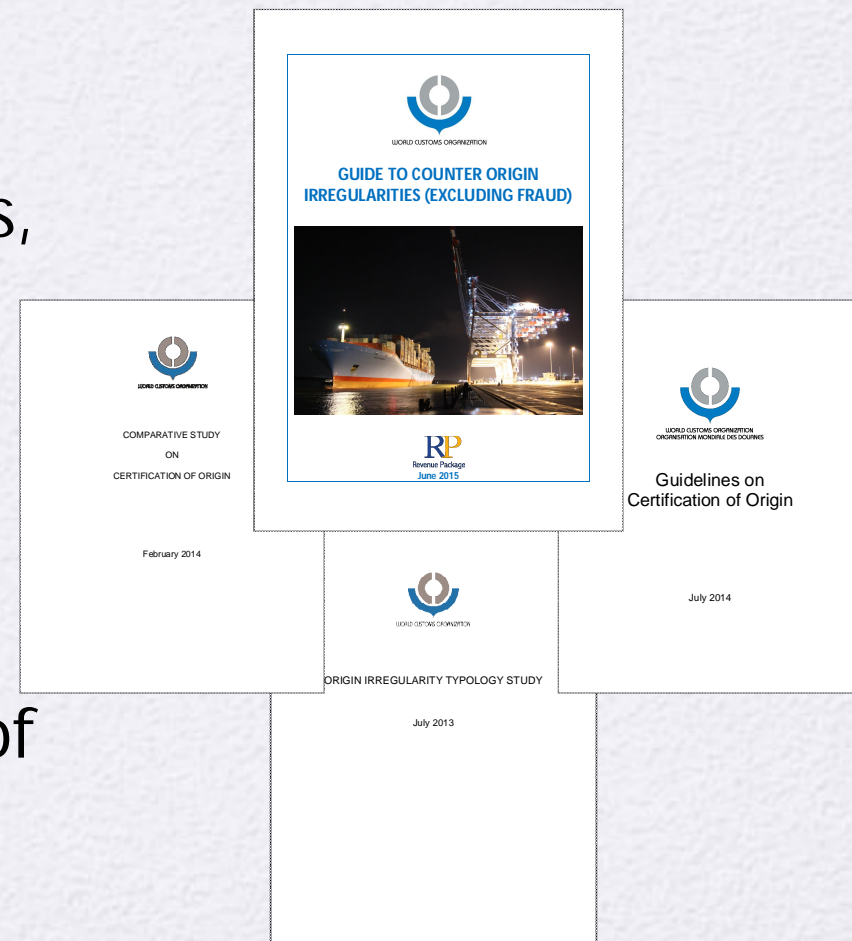 WORLD CUSTOMS ORGANIZATION
GUIDE TO COUNTER ORIGIN
IRREGULARITIES (EXCLUDING FRAUD)
RP
Revenue Package
June 2015
s,
WORLD CUSTOMS ORGANIZATION
COMPARATIVE STUDY
ON
CERTIFICATION OF ORIGIN
February 2014
WORLD CUSTOMS ORGANIZATION
ORGANISATION MONDIALE DES DOUANES
Guidelines on
Certification of Origin
July 2014
WORLD CUSTOMS ORGANIZATION
ORIGIN IRREGULARITY TYPOLOGY STUDY
July 2013
of